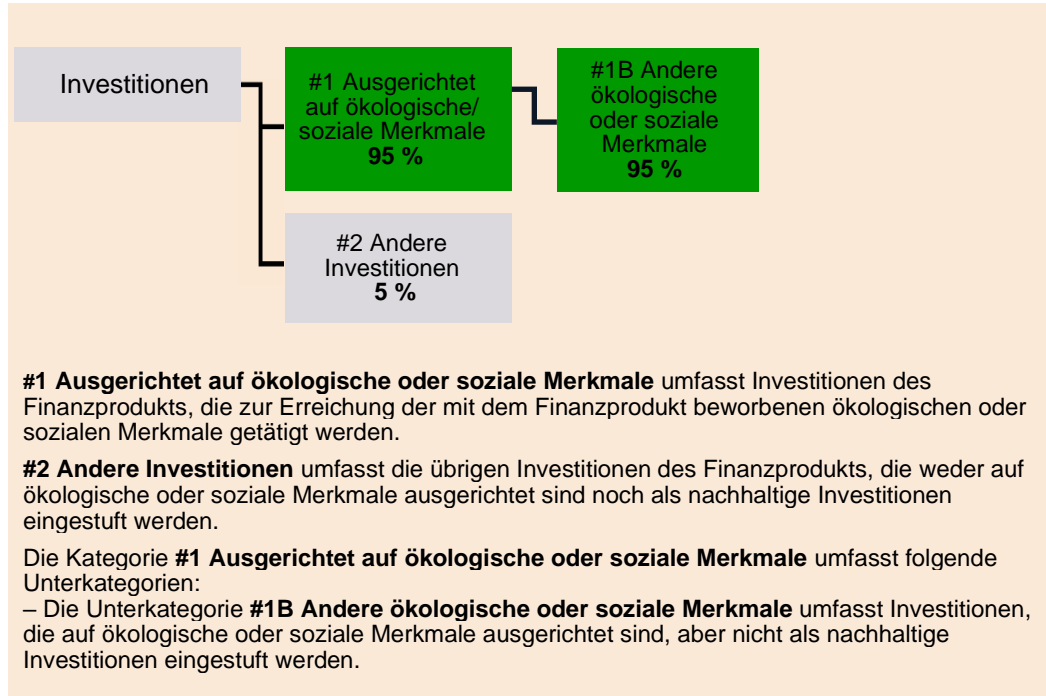 Investitionen
#1 Ausgerichtet
auf ökologische/
soziale Merkmale
95 %
#1B Andere
ökologische
oder soziale
Merkmale
95 %
#2 Andere
Investitionen
5 %
#1 Ausgerichtet auf ökologische oder soziale Merkmale umfasst Investitionen des
Finanzprodukts, die zur Erreichung der mit dem Finanzprodukt beworbenen ökologischen oder
sozialen Merkmale getätigt werden.
#2 Andere Investitionen umfasst die übrigen Investitionen des Finanzprodukts, die weder auf
ökologische oder soziale Merkmale ausgerichtet sind noch als nachhaltige Investitionen
eingestuft werden.
Die Kategorie #1 Ausgerichtet auf ökologische oder soziale Merkmale umfasst folgende
Unterkategorien:
– Die Unterkategorie #1B Andere ökologische oder soziale Merkmale umfasst Investitionen,
die auf ökologische oder soziale Merkmale ausgerichtet sind, aber nicht als nachhaltige
Investitionen eingestuft werden.